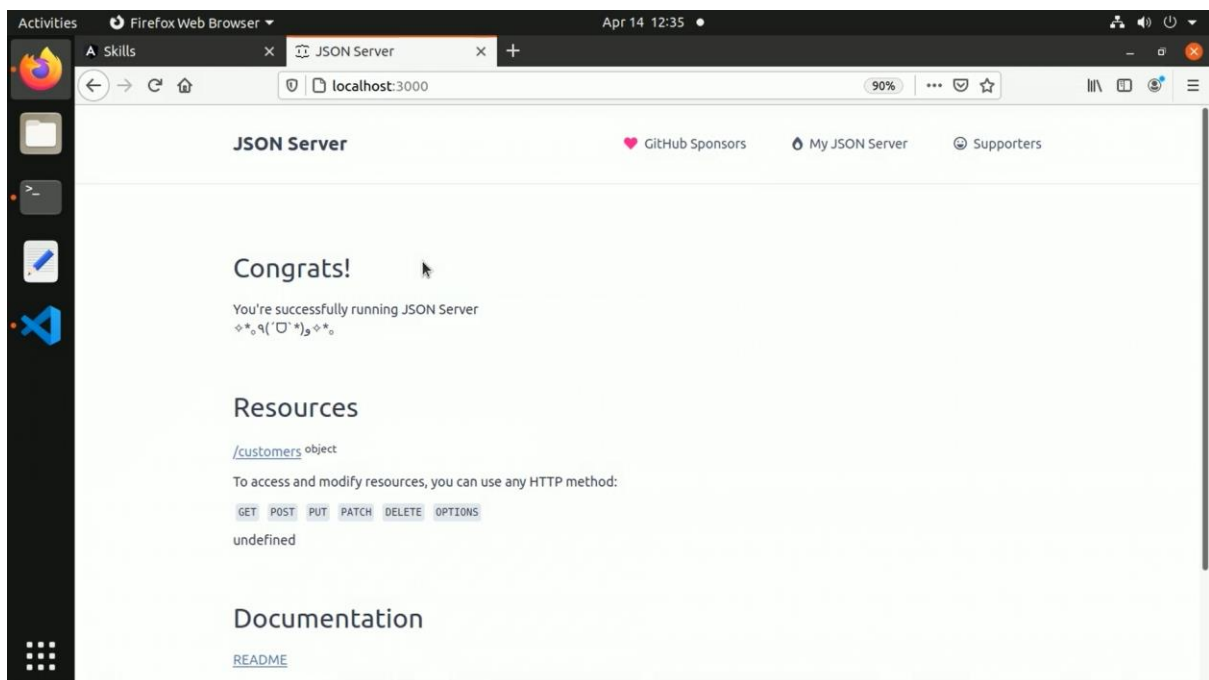 Activities Firefox Web Browser Apr 14 12:35
Skills JSON Server
localhost:3000 90%
JSON Server GitHub Sponsors My JSON Server Supporters
Congrats!
You're successfully running JSON Server
✧*｡٩(ˊᗜˋ*)و✧*｡
Resources
/customers object
To access and modify resources, you can use any HTTP method:
GET POST PUT PATCH DELETE OPTIONS
undefined
Documentation
README